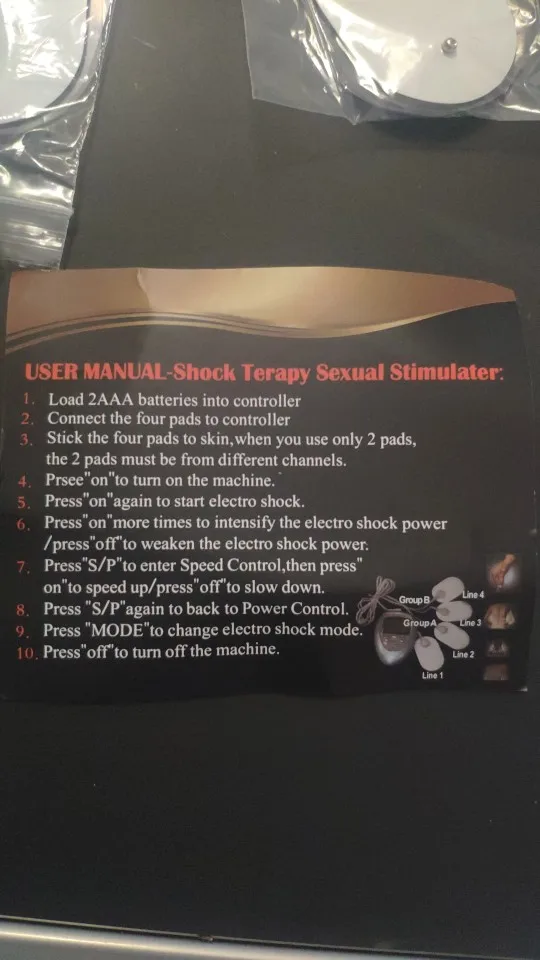 USER MANUAL-Shock Terapy Sexual Stimulater:
1. Load 2AAA batteries into controller
2. Connect the four pads to controller
3. Stick the four pads to skin,when you use only 2 pads,
the 2 pads must be from different channels.
4. Prsee"on"to turn on the machine.
5. Press"on"again to start electro shock.
6. Press"on"more times to intensify the electro shock power
/press"off"to weaken the electro shock power.
7. Press"S/P"to enter Speed Control,then press"
on"to speed up/press"off"to slow down.
8. Press "S/P"again to back to Power Control.
9. Press "MODE"to change electro shock mode.
10. Press"off"to turn off the machine.
Group B
Line 4
Group A
Line 3
Line 2
Line 1